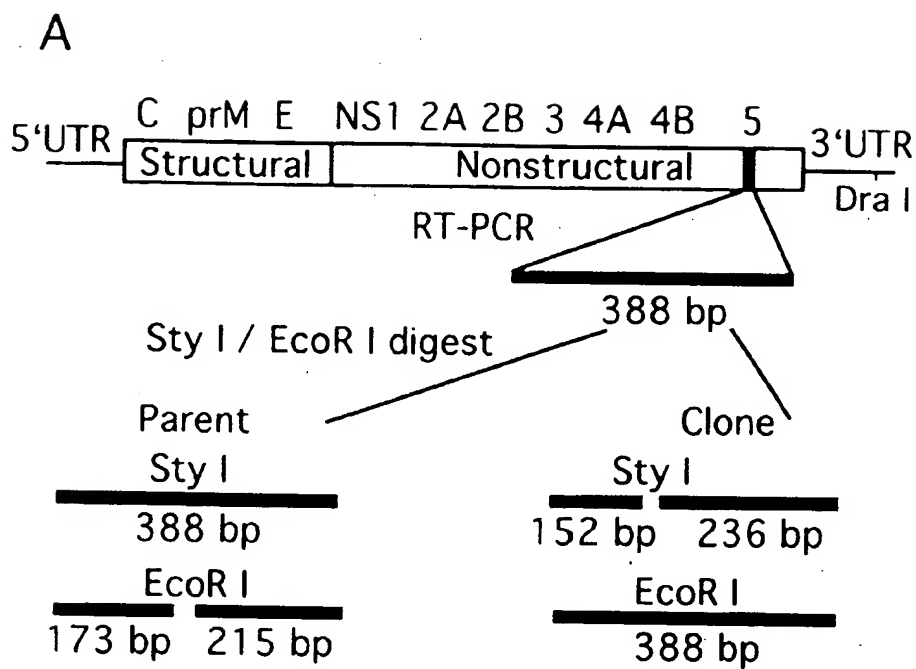 A
C prM E NS1 2A 2B 3 4A 4B 5
5'UTR Structural Nonstructural 3'UTR
Dra I
RT-PCR
388 bp
Sty I / EcoR I digest
Parent Clone
Sty I Sty I
388 bp 152 bp 236 bp
EcoR I EcoR I
173 bp 215 bp 388 bp